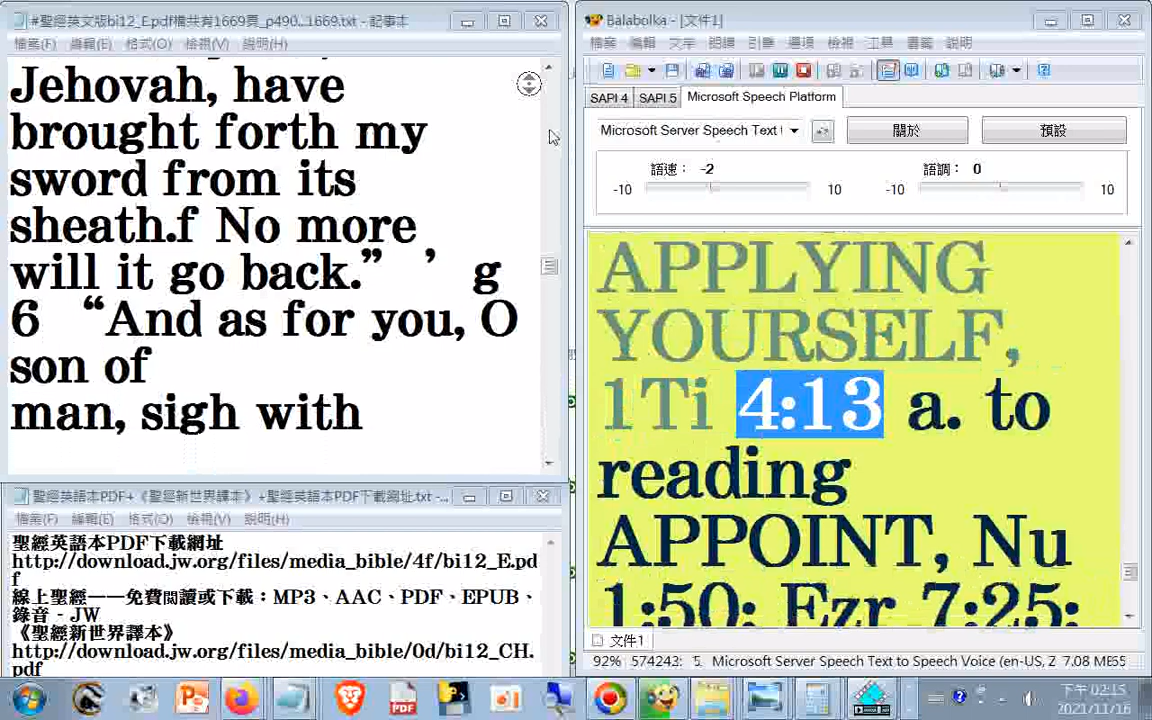 #聖經英文版bi12_E.pdf檔共有1669頁_p490...1669.txt - 記事本
檔案(F) 編輯(E) 格式(O) 檢視(V) 說明(H)
Jehovah, have
brought forth my
sword from its
sheath.f No more
will it go back.” ’ g
6 “And as for you, O
son of
man, sigh with
聖經英語本PDF+《聖經新世界譯本》+聖經英語本PDF下載網址.txt -...
檔案(F) 編輯(E) 格式(O) 檢視(V) 說明(H)
聖經英語本PDF下載網址
http://download.jw.org/files/media_bible/4f/bi12_E.pd
f
線上聖經──免費閱讀或下載：MP3、AAC、PDF、EPUB、
錄音 - JW
《聖經新世界譯本》
http://download.jw.org/files/media_bible/0d/bi12_CH.
pdf
Balabolka - [文件1]
檔案 編輯 文字 朗讀 引擎 選項 檢視 工具 書籤 說明
SAPI 4 SAPI 5 Microsoft Speech Platform
Microsoft Server Speech Text 關於 預設
語速： -2 語調： 0
-10 10 -10 10
APPLYING
YOURSELF,
1Ti 4:13 a. to
reading
APPOINT, Nu
1:50; Ezr 7:25;
文件1
92% 574243: 5. Microsoft Server Speech Text to Speech Voice (en-US, Z 7.08 MB
下午 02:15
2021/11/16